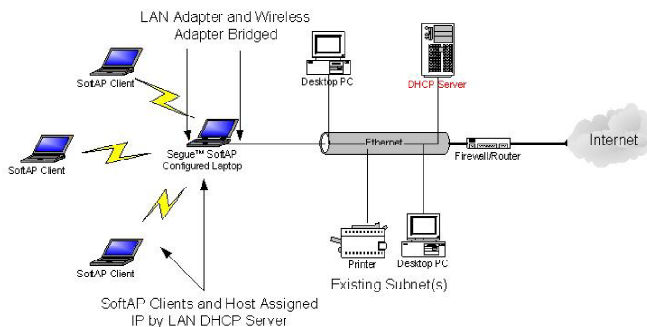 LAN Adapter and Wireless
Adapter Bridged
SoftAP Client
Desktop PC
DHCP Server
SoftAP Client
Segue™ SoftAP
Configured Laptop
Ethernet
Firewall/Router
Internet
SoftAP Client
Printer
Desktop PC
Existing Subnet(s)
SoftAP Clients and Host Assigned
IP by LAN DHCP Server